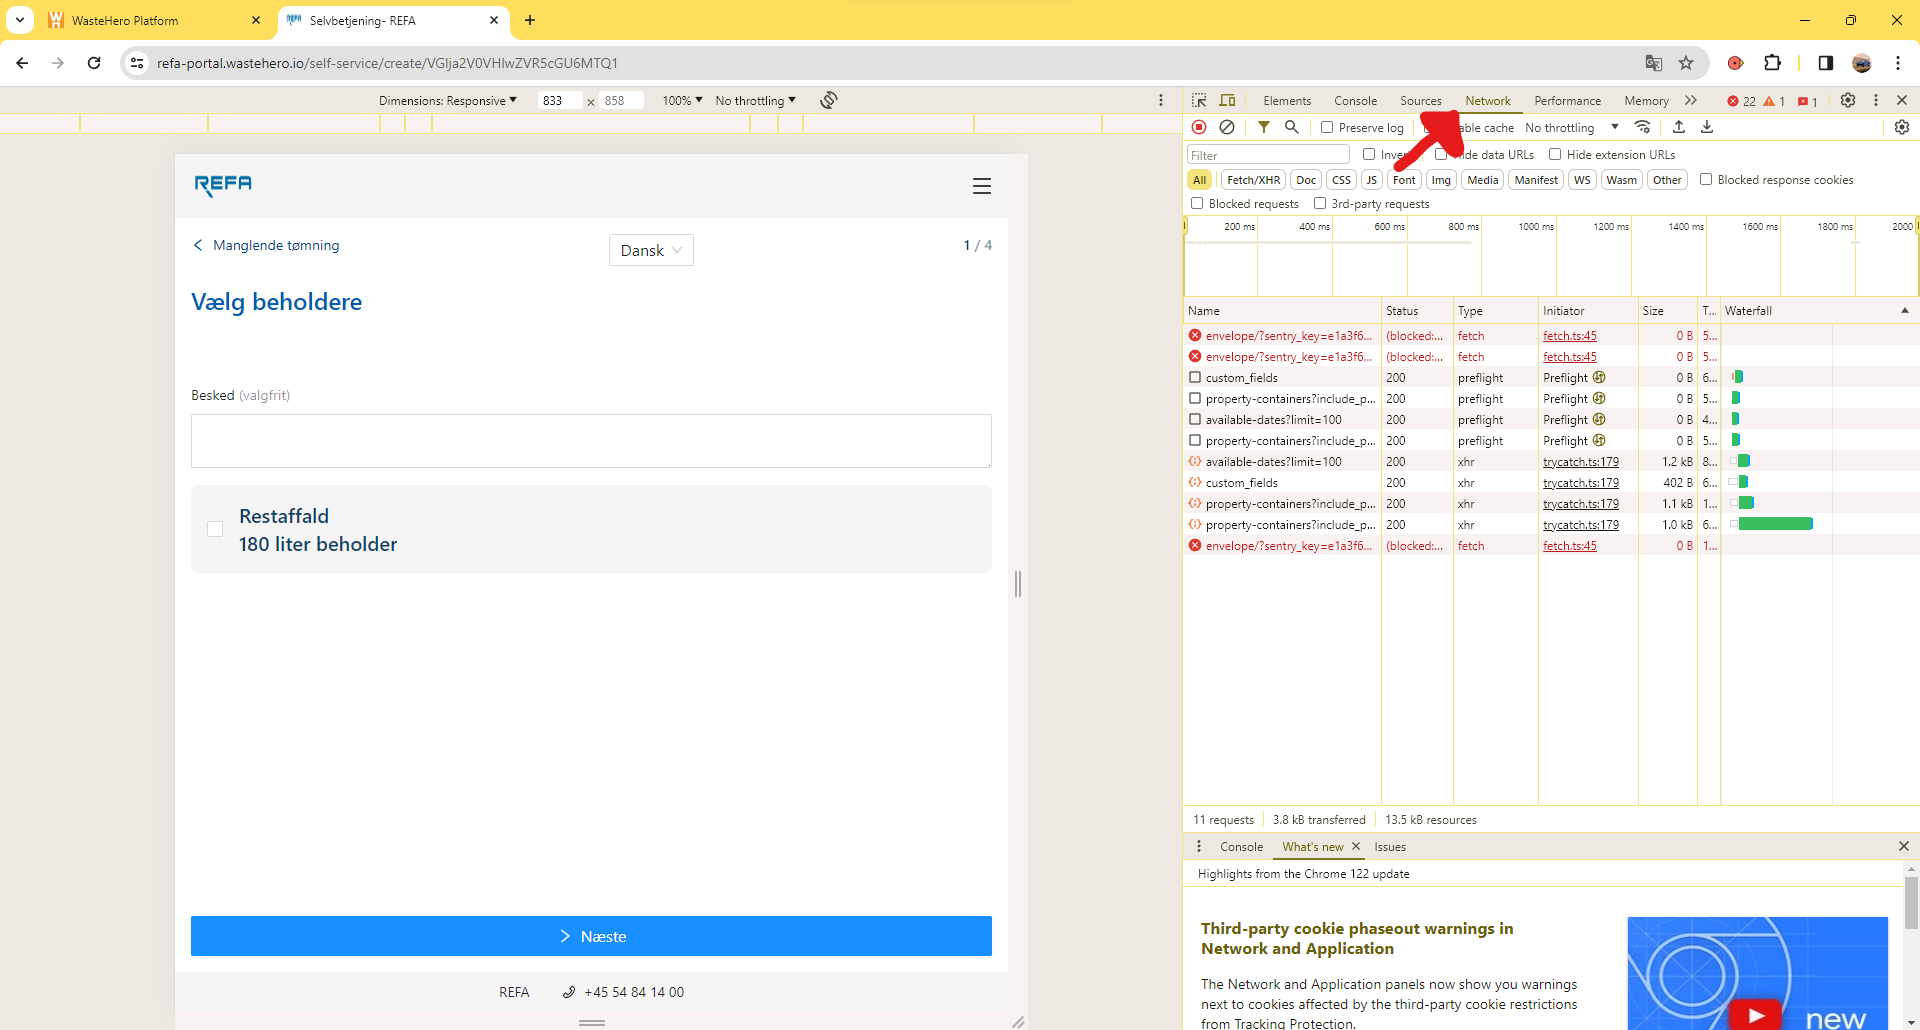 WasteHero Platform
Selvbetjening- REFA
refa-portal.wastehero.io/self-service/create/VGlja2V0VHlwZVR5cGU6MTQ1
Dimensions: Responsive
833 × 858
100%
No throttling
REFA
Manglende tømning
Dansk
1 / 4
Vælg beholdere
Besked (valgfrit)
Restaffald
180 liter beholder
Næste
REFA
+45 54 84 14 00
Elements Console Sources Network Performance Memory 22 1 1
Preserve log able cache No throttling
Filter Inver ide data URLs Hide extension URLs
All Fetch/XHR Doc CSS JS Font Img Media Manifest WS Wasm Other Blocked response cookies
Blocked requests 3rd-party requests
200 ms 400 ms 600 ms 800 ms 1000 ms 1200 ms 1400 ms 1600 ms 1800 ms 2000
Name Status Type Initiator Size T... Waterfall
envelope/?sentry_key=e1a3f6... (blocked:... fetch fetch.ts:45 0 B 5...
envelope/?sentry_key=e1a3f6... (blocked:... fetch fetch.ts:45 0 B 5...
custom_fields 200 preflight Preflight 0 B 6...
property-containers?include_p... 200 preflight Preflight 0 B 5...
available-dates?limit=100 200 preflight Preflight 0 B 4...
property-containers?include_p... 200 preflight Preflight 0 B 5...
available-dates?limit=100 200 xhr trycatch.ts:179 1.2 kB 8...
custom_fields 200 xhr trycatch.ts:179 402 B 6...
property-containers?include_p... 200 xhr trycatch.ts:179 1.1 kB 1...
property-containers?include_p... 200 xhr trycatch.ts:179 1.0 kB 6...
envelope/?sentry_key=e1a3f6... (blocked:... fetch fetch.ts:45 0 B 1...
11 requests 3.8 kB transferred 13.5 kB resources
Console What's new Issues
Highlights from the Chrome 122 update
Third-party cookie phaseout warnings in
Network and Application
The Network and Application panels now show you warnings
next to cookies affected by the third-party cookie restrictions
from Tracking Protection.
new